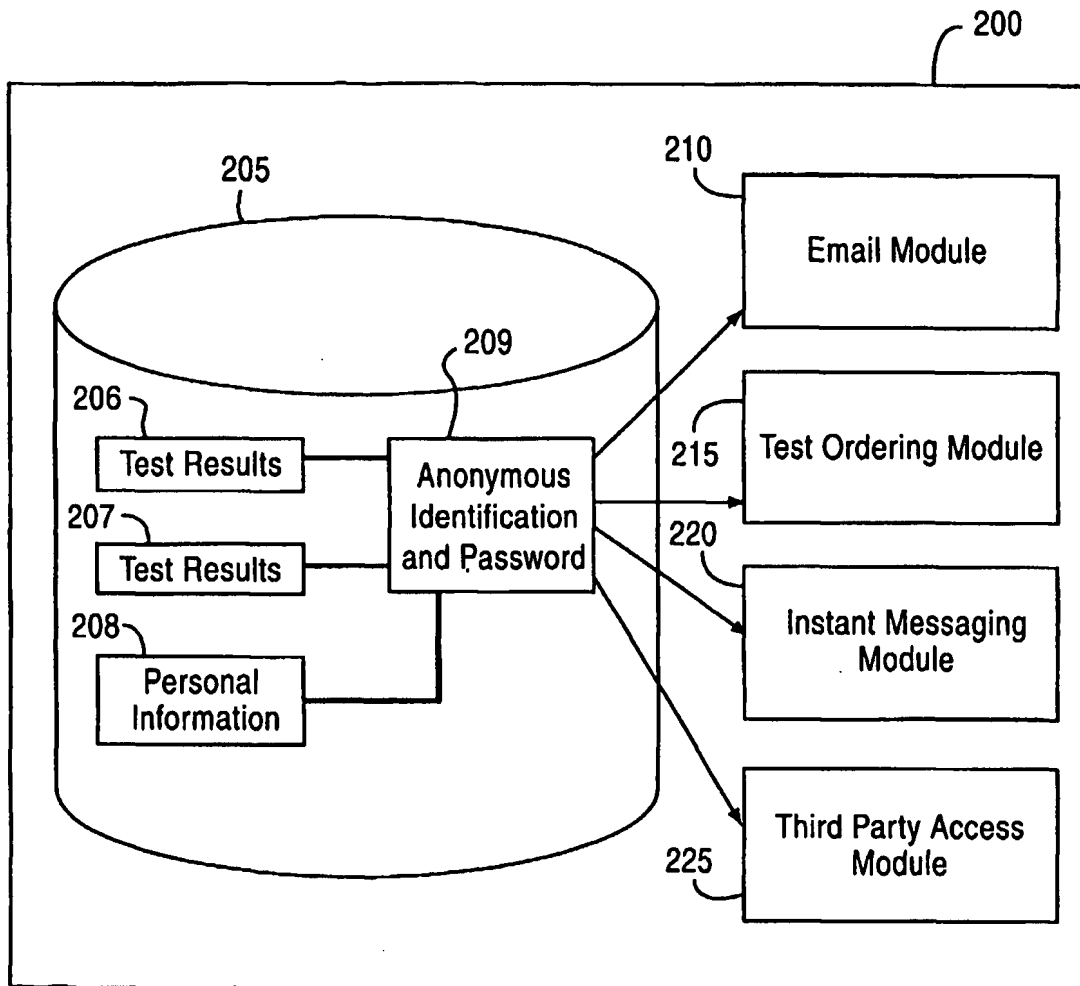 200
205
210
Email Module
209
206
Test Results
Anonymous
Identification
and Password
215
Test Ordering Module
207
Test Results
220
Instant Messaging
Module
208
Personal
Information
Third Party Access
Module
225